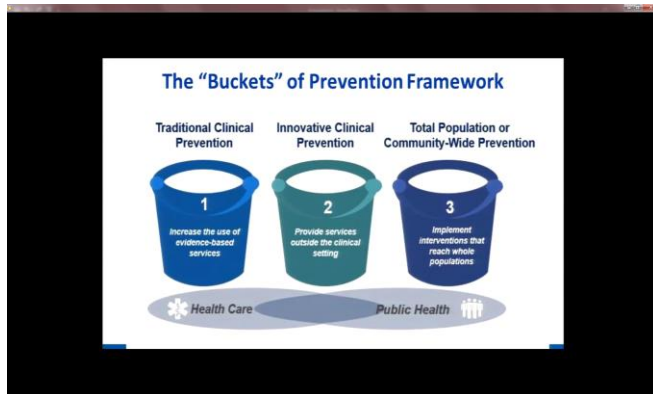 The “Buckets” of Prevention Framework
Traditional Clinical
Prevention
Innovative Clinical
Prevention
Total Population or
Community-Wide Prevention
1
Increase the use of
evidence-based
services
2
Provide services
outside the clinical
setting
3
Implement
interventions that
reach whole
populations
Health Care
Public Health